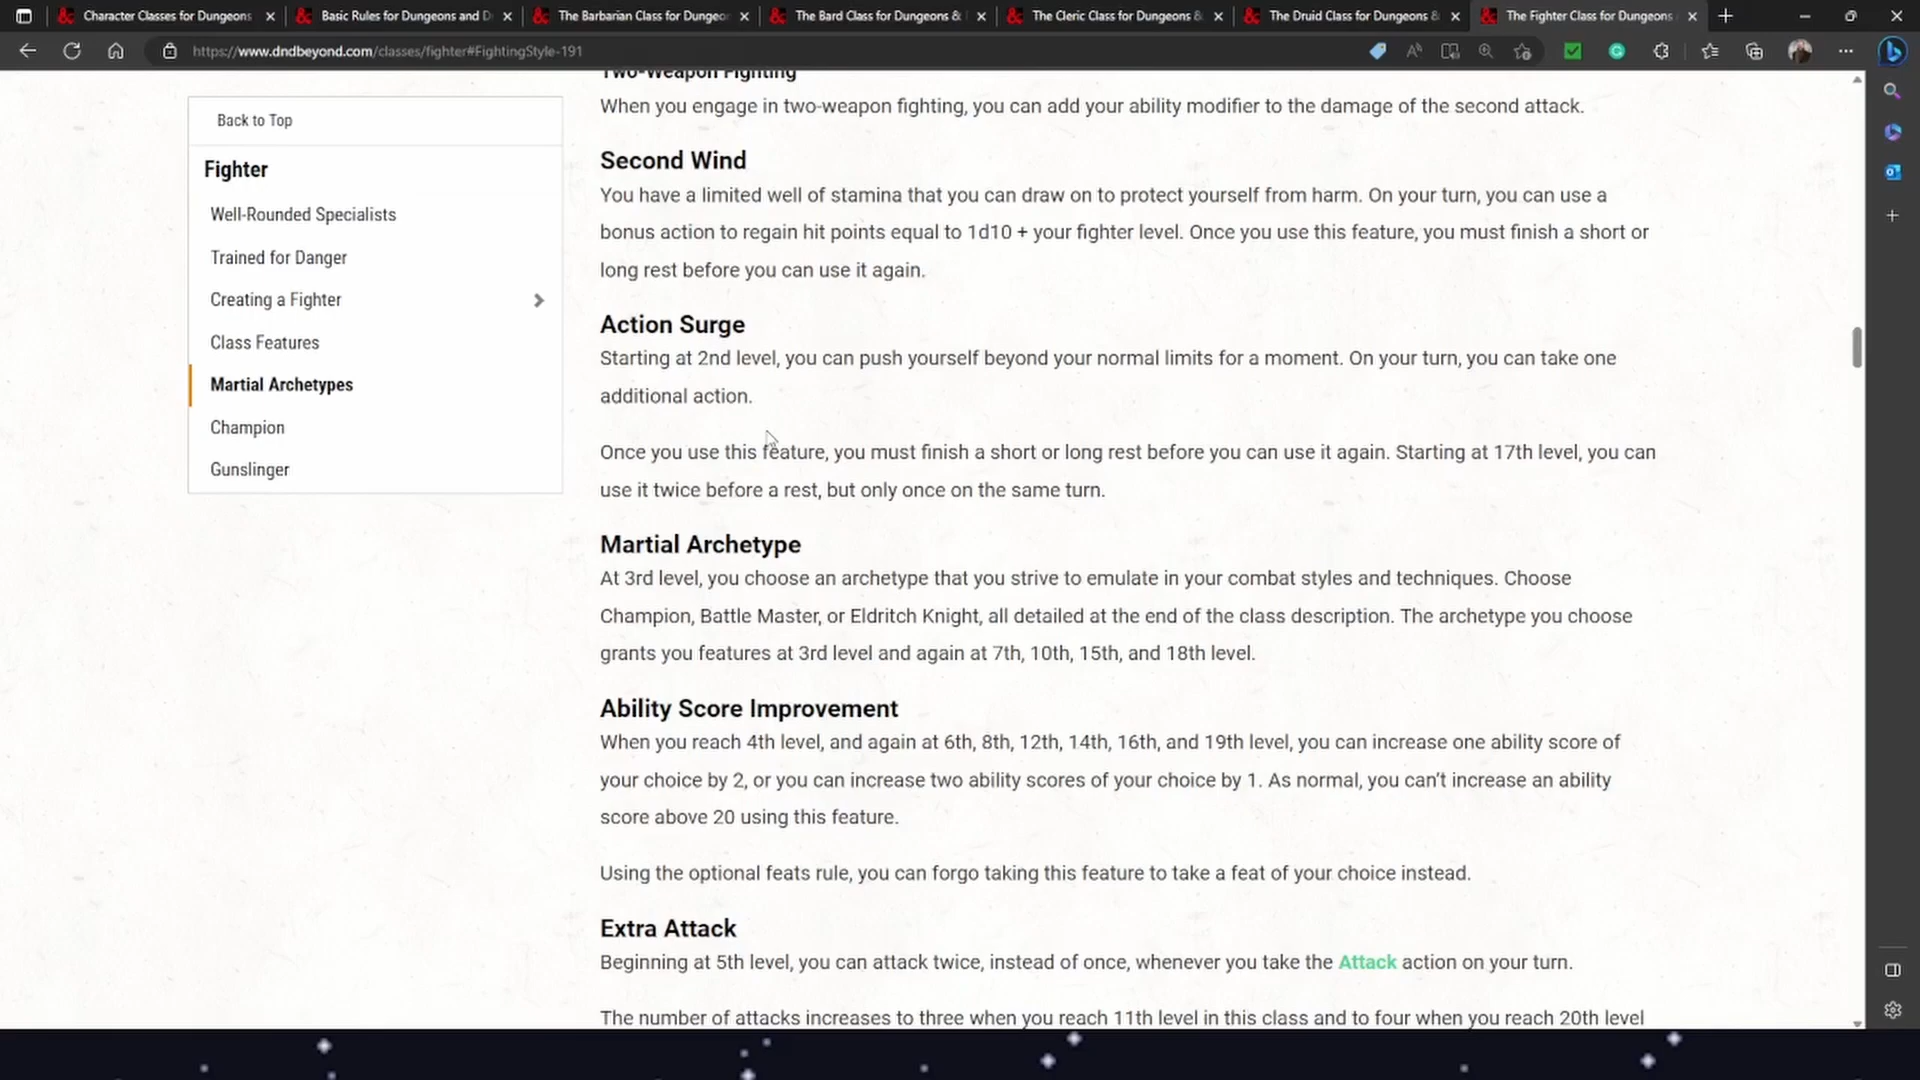 Character Classes for Dungeons
Basic Rules for Dungeons and D
The Barbarian Class for Dungeon
The Bard Class for Dungeons &
The Cleric Class for Dungeons &
The Druid Class for Dungeons &
The Fighter Class for Dungeons
https://www.dndbeyond.com/classes/fighter#FightingStyle-191
Back to Top
Fighter
Well-Rounded Specialists
Trained for Danger
Creating a Fighter
Class Features
Martial Archetypes
Champion
Gunslinger
Two-Weapon Fighting
When you engage in two-weapon fighting, you can add your ability modifier to the damage of the second attack.
Second Wind
You have a limited well of stamina that you can draw on to protect yourself from harm. On your turn, you can use a
bonus action to regain hit points equal to 1d10 + your fighter level. Once you use this feature, you must finish a short or
long rest before you can use it again.
Action Surge
Starting at 2nd level, you can push yourself beyond your normal limits for a moment. On your turn, you can take one
additional action.
Once you use this feature, you must finish a short or long rest before you can use it again. Starting at 17th level, you can
use it twice before a rest, but only once on the same turn.
Martial Archetype
At 3rd level, you choose an archetype that you strive to emulate in your combat styles and techniques. Choose
Champion, Battle Master, or Eldritch Knight, all detailed at the end of the class description. The archetype you choose
grants you features at 3rd level and again at 7th, 10th, 15th, and 18th level.
Ability Score Improvement
When you reach 4th level, and again at 6th, 8th, 12th, 14th, 16th, and 19th level, you can increase one ability score of
your choice by 2, or you can increase two ability scores of your choice by 1. As normal, you can't increase an ability
score above 20 using this feature.
Using the optional feats rule, you can forgo taking this feature to take a feat of your choice instead.
Extra Attack
Beginning at 5th level, you can attack twice, instead of once, whenever you take the Attack action on your turn.
The number of attacks increases to three when you reach 11th level in this class and to four when you reach 20th level